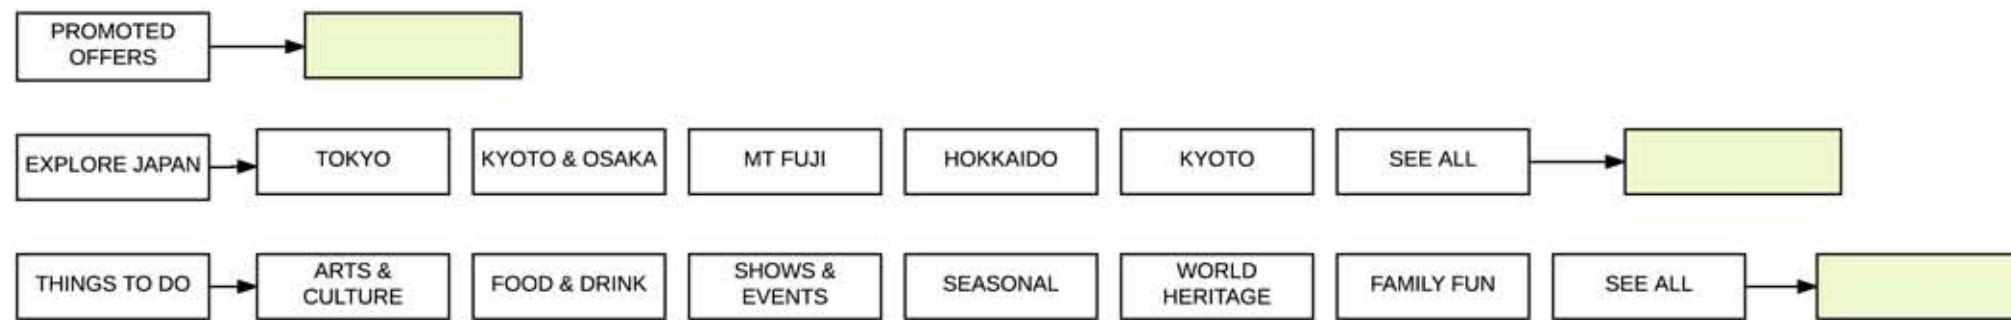 PROMOTED
OFFERS
EXPLORE JAPAN
TOKYO
KYOTO & OSAKA
MT FUJI
HOKKAIDO
KYOTO
SEE ALL
THINGS TO DO
ARTS &
CULTURE
FOOD & DRINK
SHOWS &
EVENTS
SEASONAL
WORLD
HERITAGE
FAMILY FUN
SEE ALL